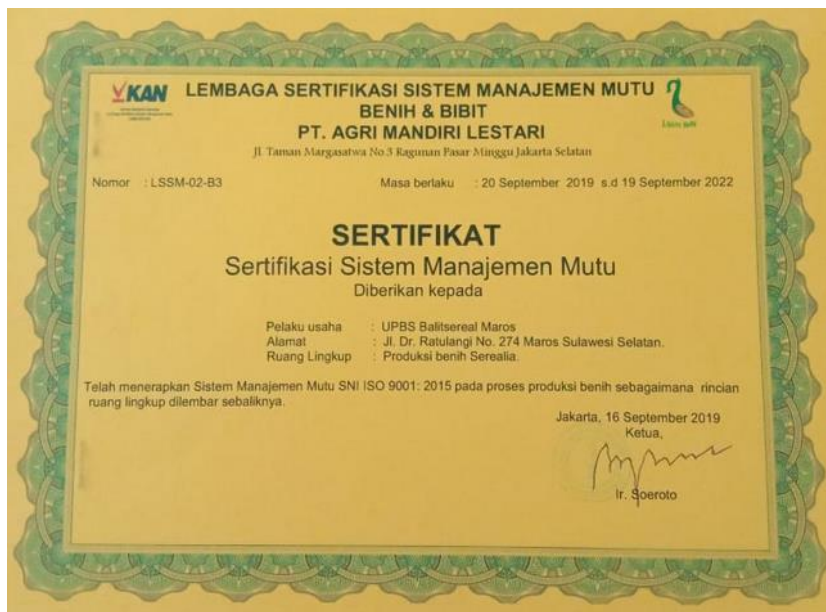 KAN
LEMBAGA SERTIFIKASI SISTEM MANAJEMEN MUTU
BENIH & BIBIT
PT. AGRI MANDIRI LESTARI
Jl. Taman Margasatwa No.3 Ragunan Pasar Minggu Jakarta Selatan
Nomor : LSSM-02-B3
Masa berlaku : 20 September 2019 s.d 19 September 2022
SERTIFIKAT
Sertifikasi Sistem Manajemen Mutu
Diberikan kepada
Pelaku usaha : UPBS Balitsereal Maros
Alamat : Jl. Dr. Ratulangi No. 274 Maros Sulawesi Selatan.
Ruang Lingkup : Produksi benih Serealia.
Telah menerapkan Sistem Manajemen Mutu SNI ISO 9001: 2015 pada proses produksi benih sebagaimana rincian
ruang lingkup dilembar sebaliknya.
Jakarta, 16 September 2019
Ketua,
Ir. Soeroto